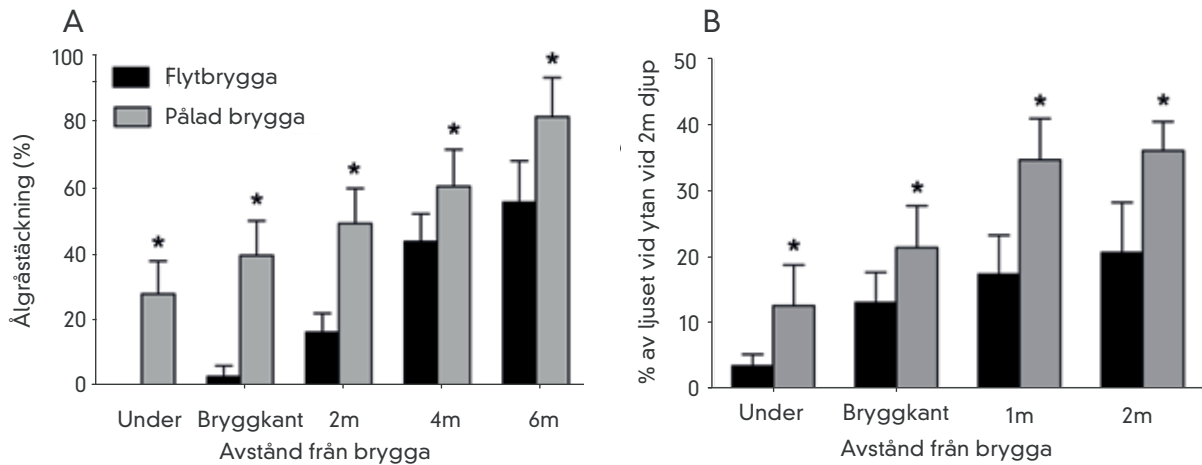 A
Ålgråstäckning (%)
100
80
60
40
20
0
Flytbrygga
Pålad brygga
* * * * *
Under Bryggkant 2m 4m 6m
Avstånd från brygga
B
% av ljuset vid ytan vid 2m djup
50
40
30
20
10
0
* * * *
Under Bryggkant 1m 2m
Avstånd från brygga